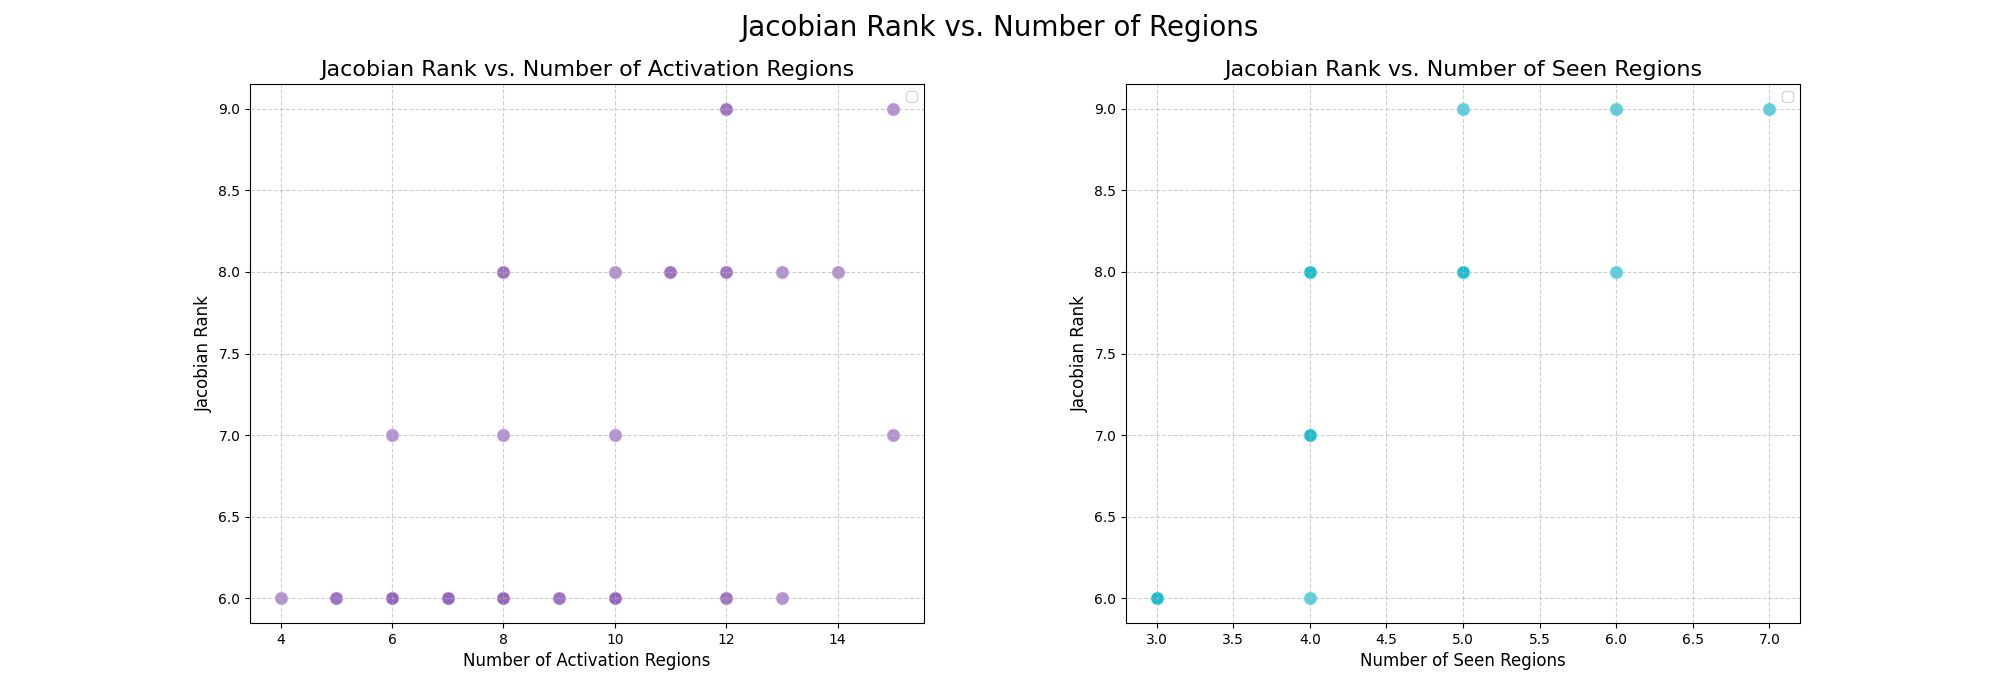 Jacobian Rank vs. Number of Regions
Jacobian Rank vs. Number of Activation Regions
9.0
8.5
8.0
7.5
7.0
6.5
6.0
Jacobian Rank
4 6 8 10 12 14
Number of Activation Regions
Jacobian Rank vs. Number of Seen Regions
9.0
8.5
8.0
7.5
7.0
6.5
6.0
Jacobian Rank
3.0 3.5 4.0 4.5 5.0 5.5 6.0 6.5 7.0
Number of Seen Regions